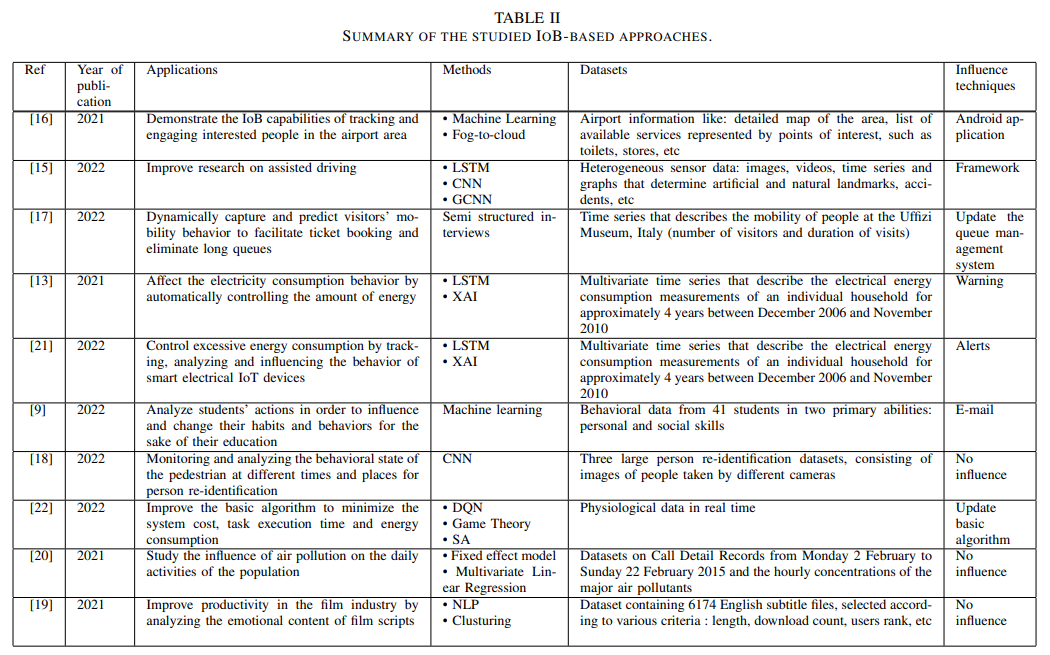 TABLE II
SUMMARY OF THE STUDIED IOB-BASED APPROACHES.
Ref
Year of
publi-
cation
Applications
Methods
Datasets
Influence
techniques
[16]
2021
Demonstrate the IoB capabilities of tracking and
engaging interested people in the airport area
• Machine Learning
• Fog-to-cloud
Airport information like: detailed map of the area, list of
available services represented by points of interest, such as
toilets, stores, etc
Android ap-
plication
[15]
2022
Improve research on assisted driving
• LSTM
• CNN
• GCNN
Heterogeneous sensor data: images, videos, time series and
graphs that determine artificial and natural landmarks, acci-
dents, etc
Framework
[17]
2022
Dynamically capture and predict visitors' mo-
bility behavior to facilitate ticket booking and
eliminate long queues
Semi structured in-
terviews
Time series that describes the mobility of people at the Uffizi
Museum, Italy (number of visitors and duration of visits)
Update the
queue man-
agement
system
[13]
2021
Affect the electricity consumption behavior by
automatically controlling the amount of energy
• LSTM
• XAI
Multivariate time series that describe the electrical energy
consumption measurements of an individual household for
approximately 4 years between December 2006 and November
2010
Warning
[21]
2022
Control excessive energy consumption by track-
ing, analyzing and influencing the behavior of
smart electrical IoT devices
• LSTM
• XAI
Multivariate time series that describe the electrical energy
consumption measurements of an individual household for
approximately 4 years between December 2006 and November
2010
Alerts
[9]
2022
Analyze students' actions in order to influence
and change their habits and behaviors for the
sake of their education
Machine learning
Behavioral data from 41 students in two primary abilities:
personal and social skills
E-mail
[18]
2022
Monitoring and analyzing the behavioral state of
the pedestrian at different times and places for
person re-identification
CNN
Three large person re-identification datasets, consisting of
images of people taken by different cameras
No
influence
[22]
2022
Improve the basic algorithm to minimize the
system cost, task execution time and energy
consumption
• DQN
• Game Theory
• SA
Physiological data in real time
Update
basic
algorithm
[20]
2021
Study the influence of air pollution on the daily
activities of the population
• Fixed effect model
• Multivariate Lin-
ear Regression
Datasets on Call Detail Records from Monday 2 February to
Sunday 22 February 2015 and the hourly concentrations of the
major air pollutants
No
influence
[19]
2021
Improve productivity in the film industry by
analyzing the emotional content of film scripts
• NLP
• Clusturing
Dataset containing 6174 English subtitle files, selected accord-
ing to various criteria : length, download count, users rank, etc
No
influence